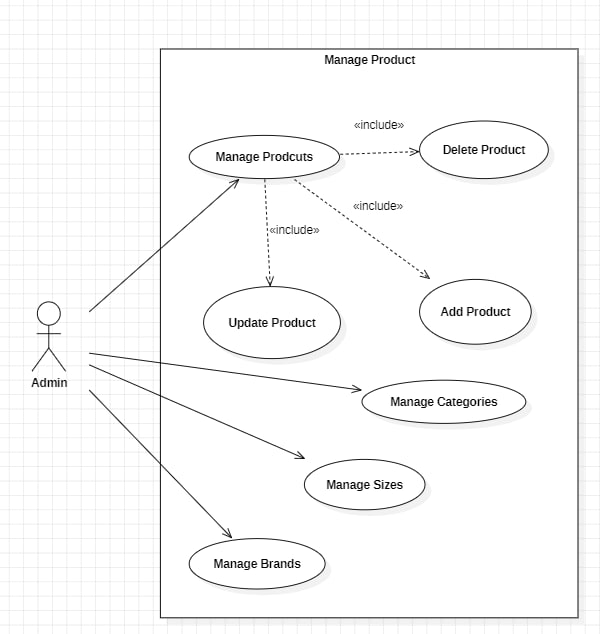 Manage Product
«include»
Manage Prodcuts
Delete Product
«include»
«include»
Update Product
Add Product
Admin
Manage Categories
Manage Sizes
Manage Brands